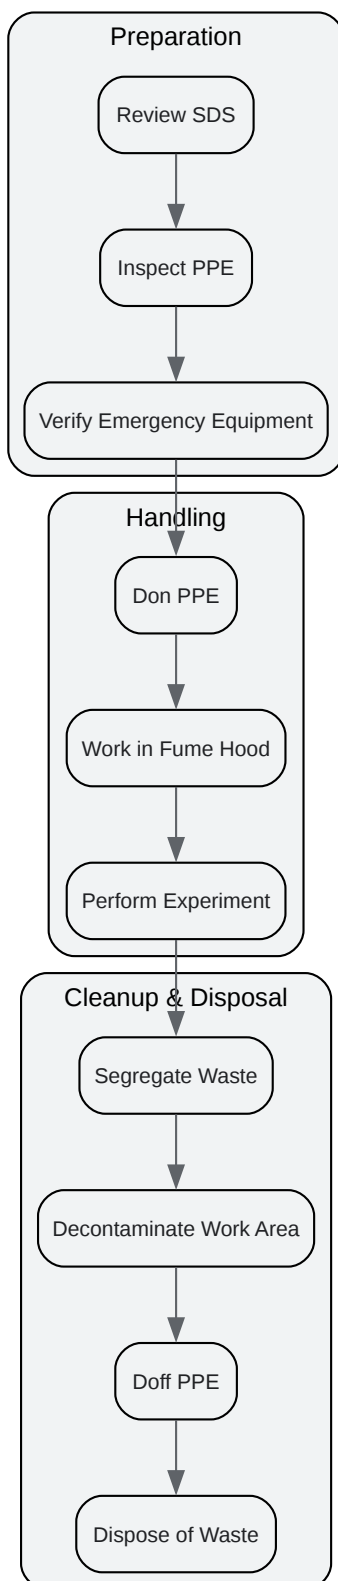 Preparation
Review SDS
Inspect PPE
Verify Emergency Equipment
Handling
Don PPE
Work in Fume Hood
Perform Experiment
Cleanup & Disposal
Segregate Waste
Decontaminate Work Area
Doff PPE
Dispose of Waste